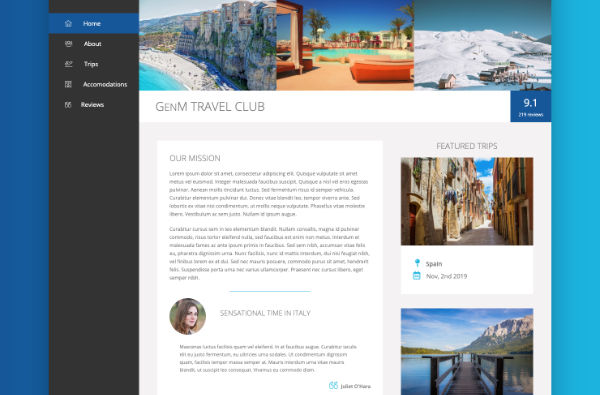 Home
About
Trips
Accomodations
Reviews
GENM TRAVEL CLUB
9.1
219 reviews
OUR MISSION
Lorem ipsum dolor sit amet, consectetur adipiscing elit. Quisque vulputate in metus
metus vel euismod. Integer malesuada faucibus suscipit. Quisque a nisl vel enim egestas
pulvinar. Aenean mollis tincidunt luctus. Sed fermentum risus id semper vehicula.
Curabitur elementum pulvinar dui. Donec vitae blandit leo, tempor viverra ante. Sed
lobortis ex vitae nisi condimentum, ut mollis neque vulputate. Phasellus vitae molestie
libero. Vestibulum ac sem justo. Nullam id ipsum augue.
Curabitur cursus sem in leo elementum blandit. Nullam convallis, magna id pulvinar
commodo, risus tortor eleifend nulla, sed faucibus est enim non metus. Interdum et
malesuada fames ac ante ipsum primis in faucibus. Sed sem nibh, accumsan vitae felis
eu, pharetra dignissim urna. Nunc facilisis, nunc id mattis interdum, dui nisi feugiat nibh,
vel finibus lorem ex at dui. Sed nec mauris posuere, commodo purus sit amet, hendrerit
felis. Suspendisse porta urna nec varius ullamcorper. Praesent nec cursus libero, eget
semper nibh.
SENSATIONAL TIME IN ITALY
Maecenas luctus facilisis quam vel eleifend. In at faucibus augue. Curabitur iaculis
elit eu justo fermentum, eu ultricies urna sodales. Ut condimentum dignissim
quam, facilisis tempor massa semper at. Mauris interdum urna vitae mauris
blandit, ut suscipit leo consequat. Vivamus eu commodo diam.
Juliet O'Hara
FEATURED TRIPS
Spain
Nov, 2nd 2019